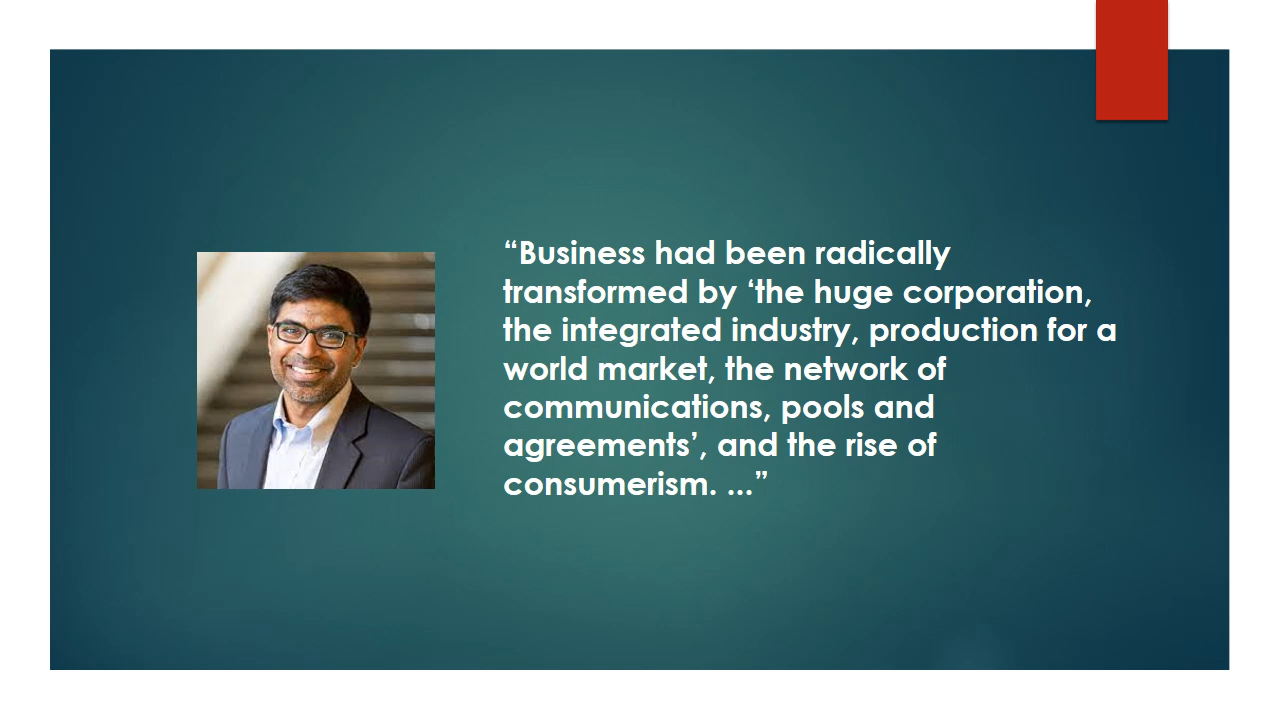 “Business had been radically
transformed by ‘the huge corporation,
the integrated industry, production for a
world market, the network of
communications, pools and
agreements’, and the rise of
consumerism. ...”